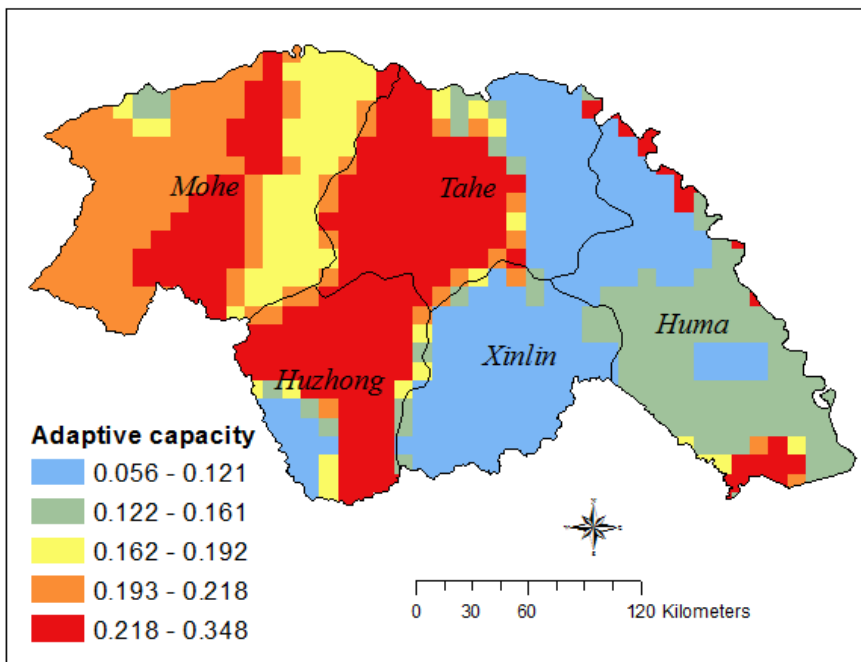 Mohe
Tahe
Huma
Xinlin
Huzhong
Adaptive capacity
0.056 - 0.121
0.122 - 0.161
0.162 - 0.192
0.193 - 0.218
0.218 - 0.348
0 30 60 120 Kilometers